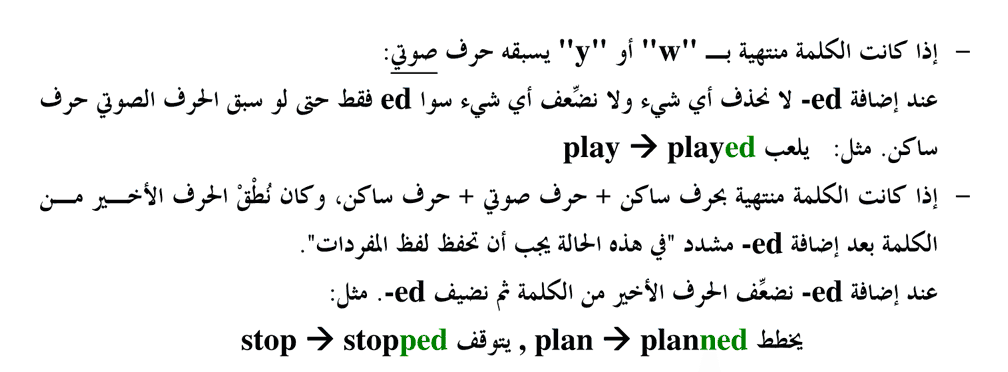 – إذا كانت الكلمة منتهية بــ "w" أو "y" يسبقه حرف صوتي:
عند إضافة ed- لا نحذف أي شيء ولا نضعِّف أي شيء سوا ed فقط حتى لو سبق الحرف الصوتي حرف
ساكن. مثل: يلعب play → played
– إذا كانت الكلمة منتهية بحرف ساكن + حرف صوتي + حرف ساكن، وكان نُطْقْ الحرف الأخـــير مـــن
الكلمة بعد إضافة ed- مشدد "في هذه الحالة يجب أن تحفظ لفظ المفردات".
عند إضافة ed- نضعِّف الحرف الأخير من الكلمة ثم نضيف ed-. مثل:
يخطط plan → planned , يتوقف stop → stopped